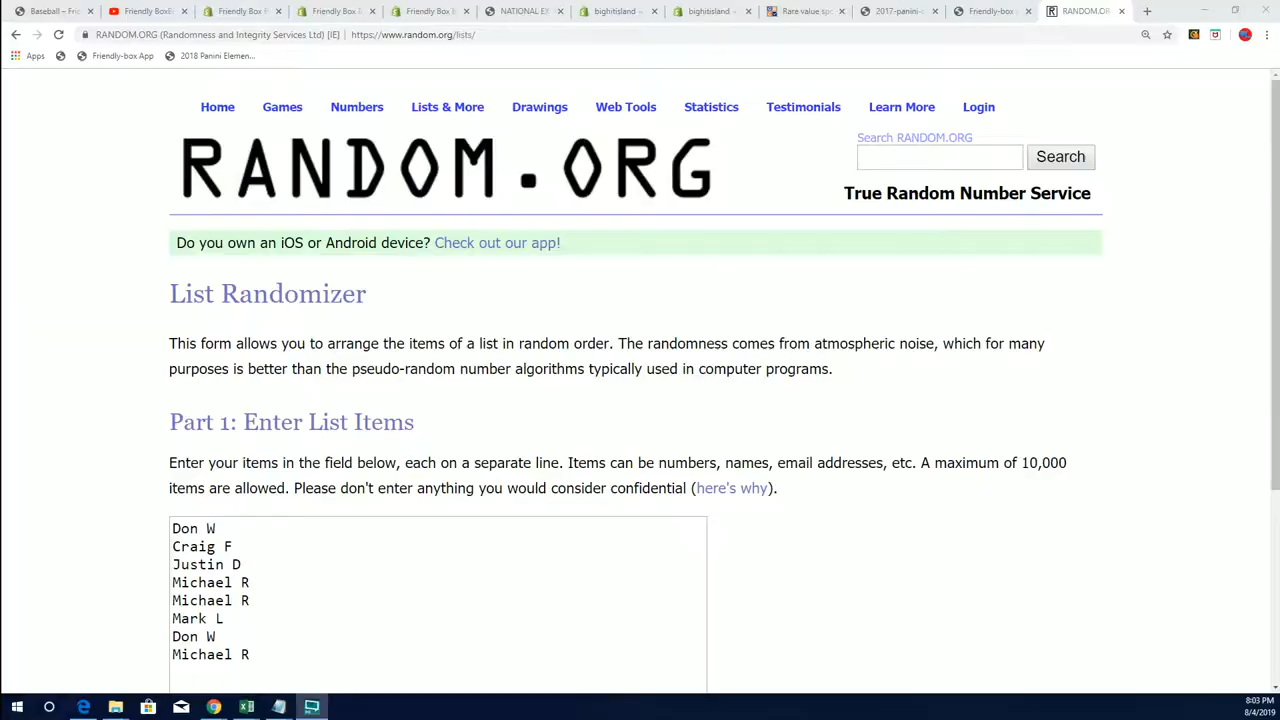 Baseball – Frie
Friendly BoxBr
Friendly Box B
Friendly Box B
Friendly Box B
NATIONAL EX
bighitisland –
bighitisland –
Rare value:spo
2017-panini-c
Friendly-box
RANDOM.OR
RANDOM.ORG (Randomness and Integrity Services Ltd) [IE] | https://www.random.org/lists/
Apps
Friendly-box App
2018 Panini Elemen...
Home Games Numbers Lists & More Drawings Web Tools Statistics Testimonials Learn More Login
RANDOM.ORG
Search RANDOM.ORG
Search
True Random Number Service
Do you own an iOS or Android device? Check out our app!
List Randomizer
This form allows you to arrange the items of a list in random order. The randomness comes from atmospheric noise, which for many
purposes is better than the pseudo-random number algorithms typically used in computer programs.
Part 1: Enter List Items
Enter your items in the field below, each on a separate line. Items can be numbers, names, email addresses, etc. A maximum of 10,000
items are allowed. Please don't enter anything you would consider confidential (here's why).
Don W
Craig F
Justin D
Michael R
Michael R
Mark L
Don W
Michael R
8:03 PM
8/4/2019